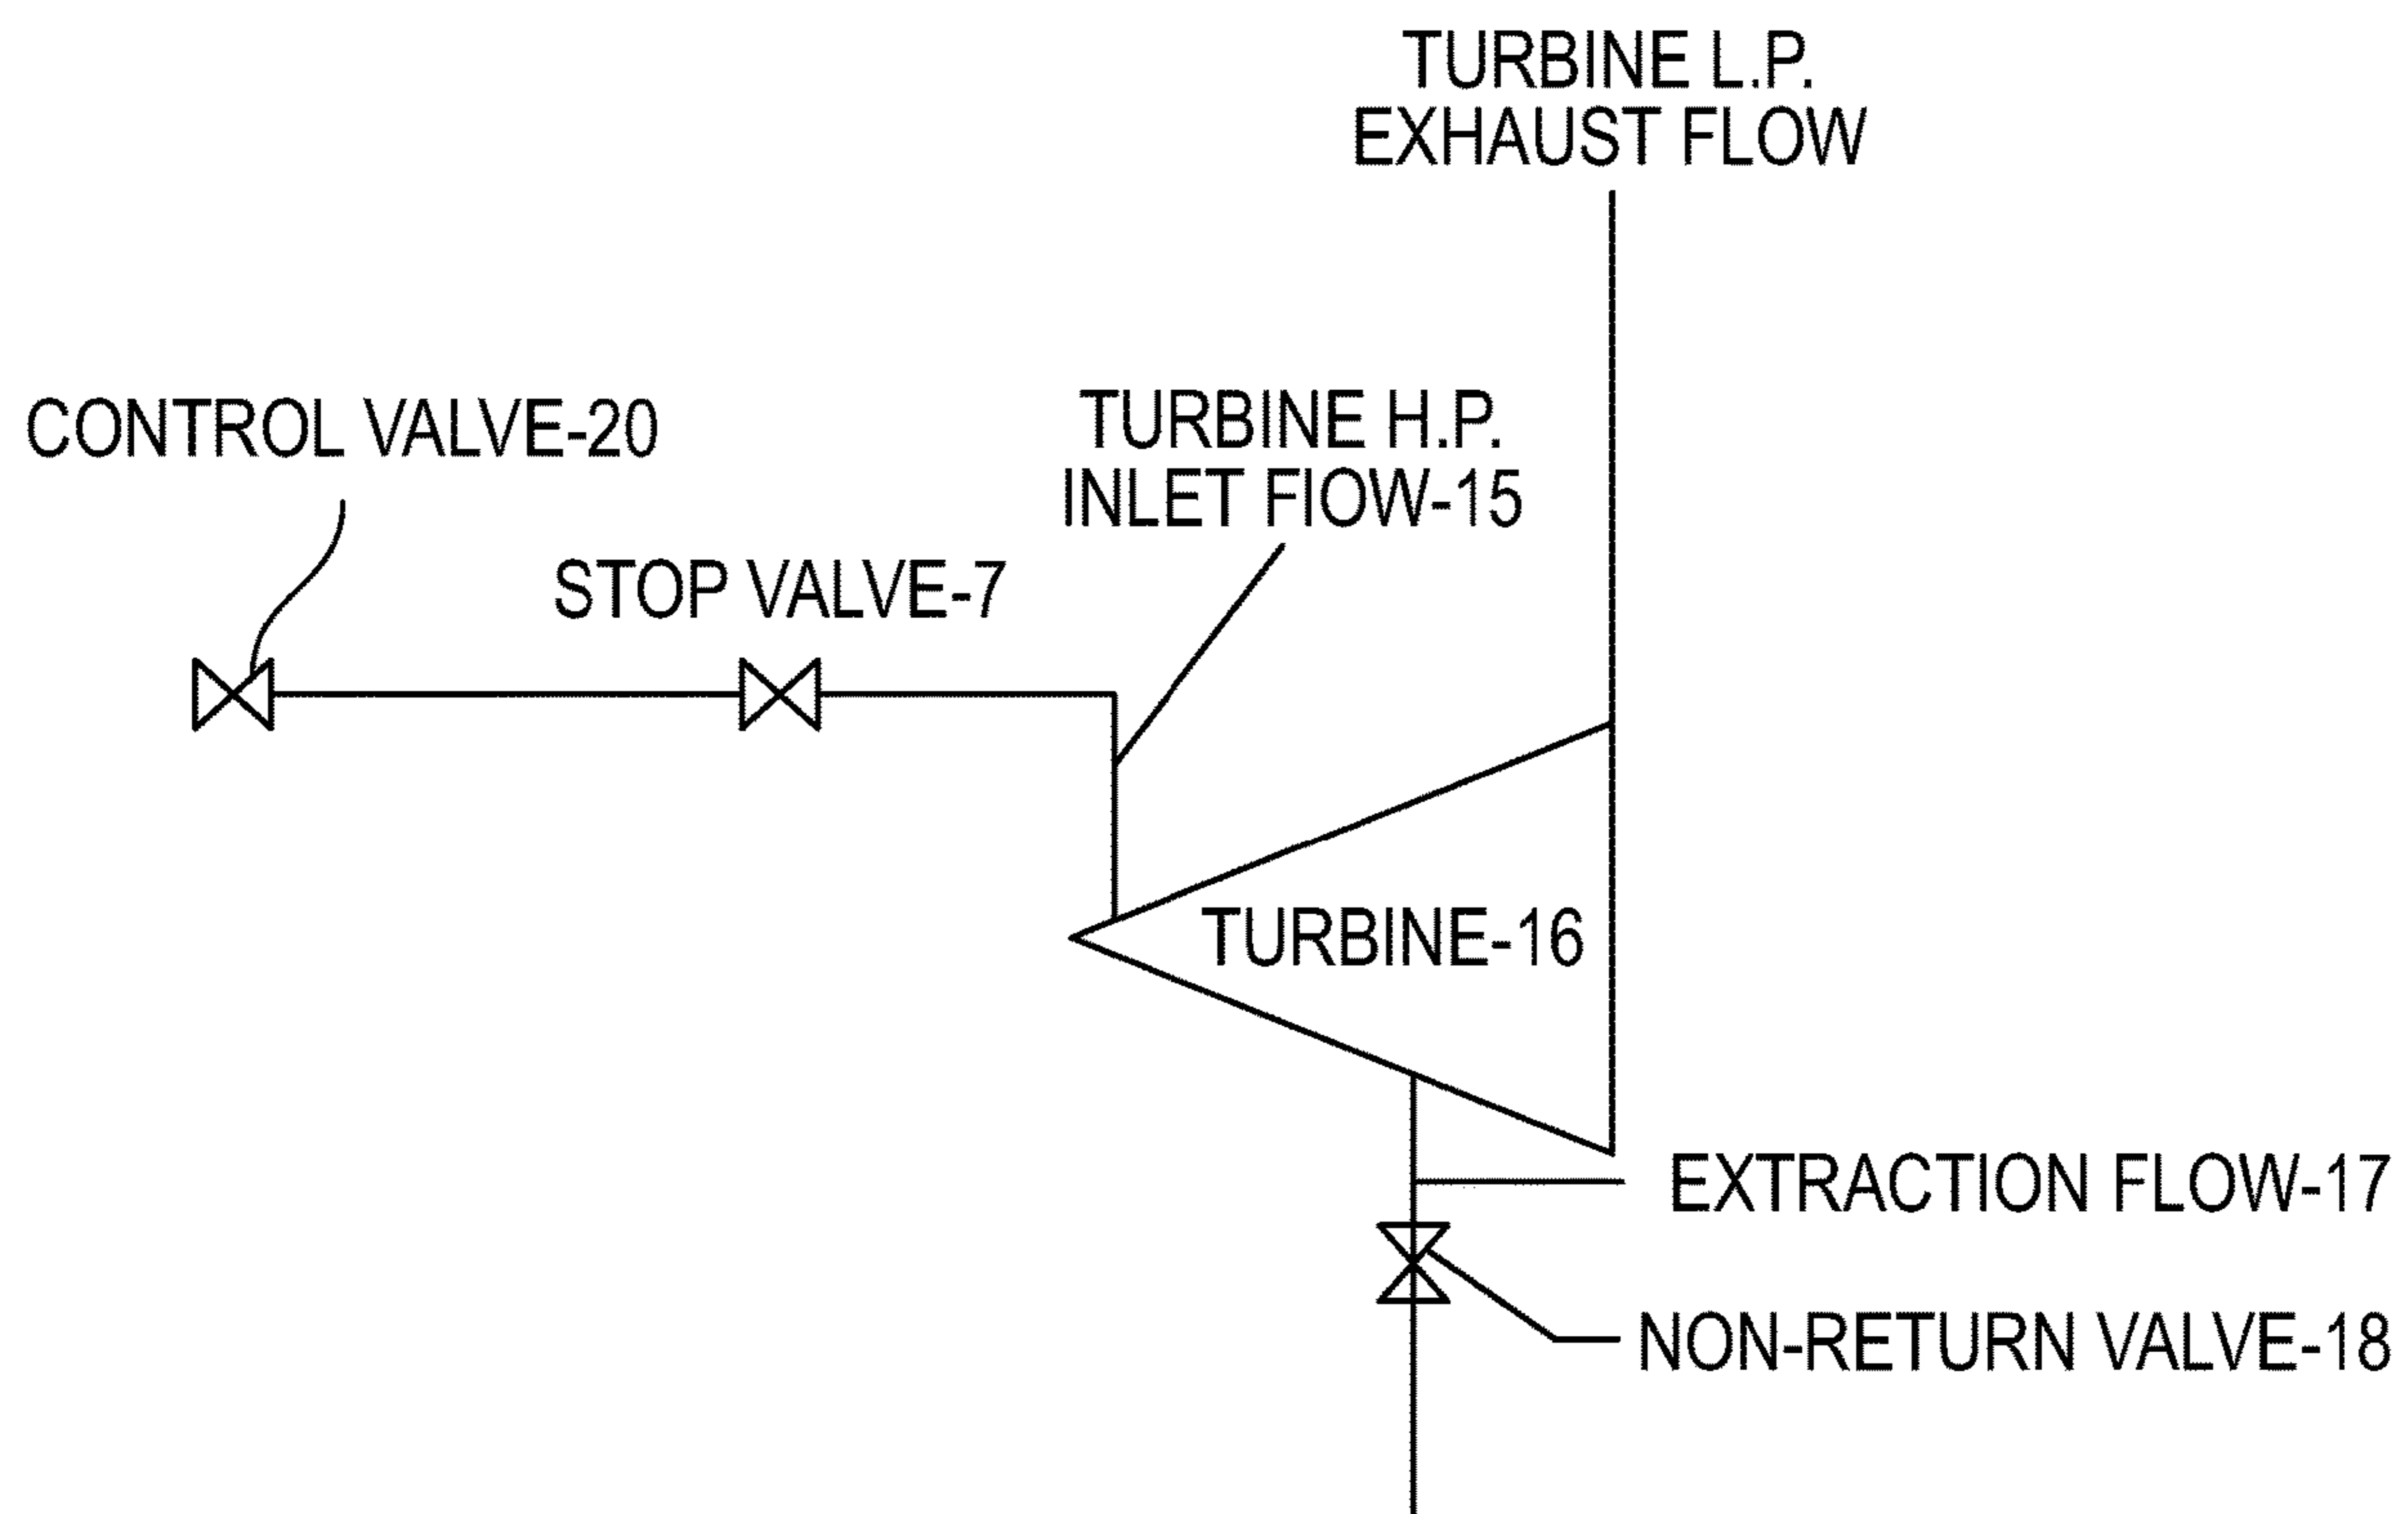 TURBINE L.P.
EXHAUST FLOW
CONTROL VALVE-20
TURBINE H.P.
INLET FIOW-15
STOP VALVE-7
TURBINE-16
EXTRACTION FLOW-17
NON-RETURN VALVE-18